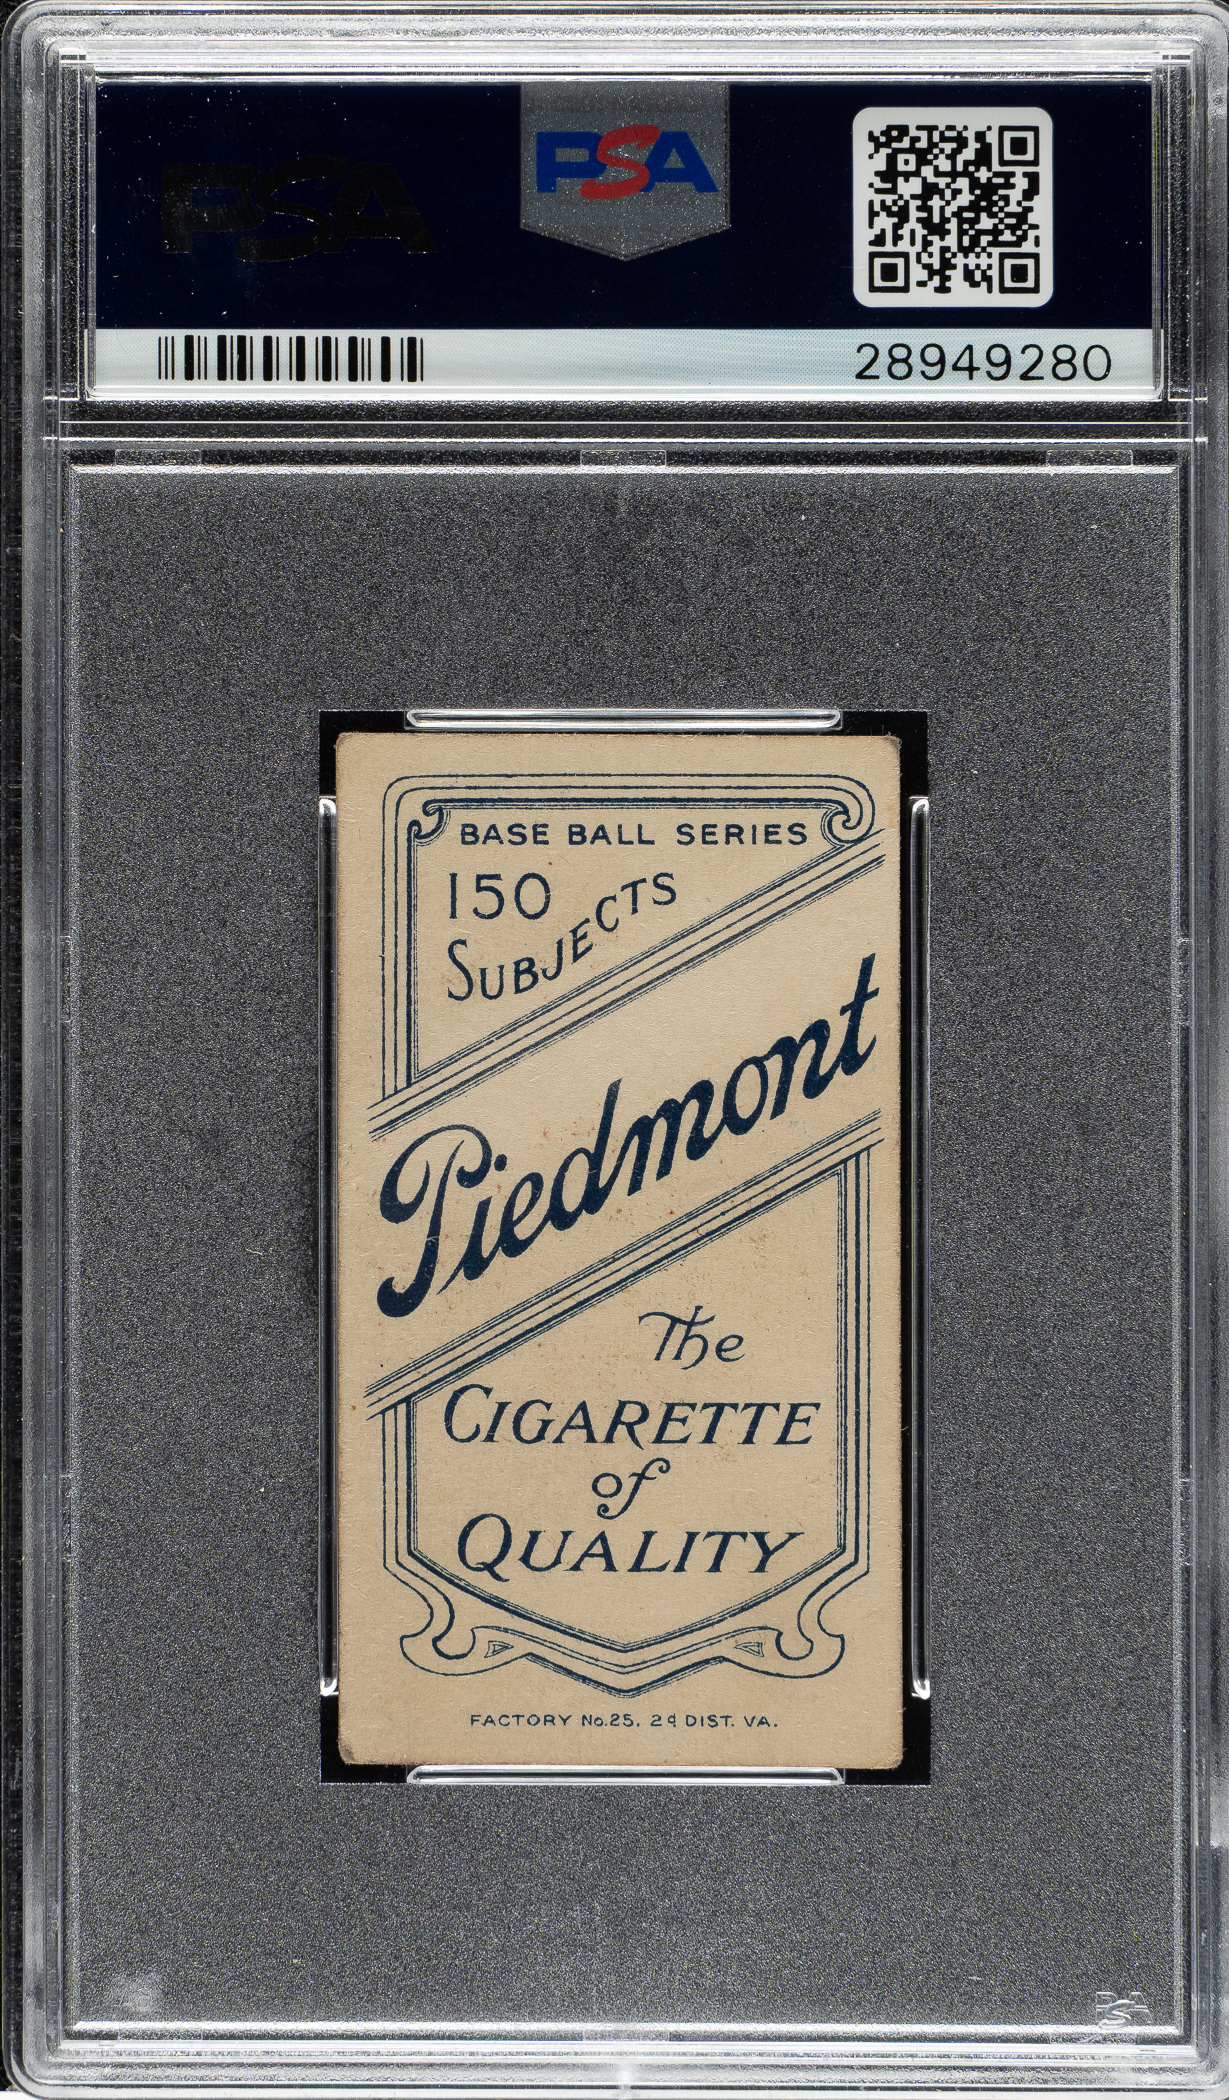 PSA
PSA
28949280
BASE BALL SERIES
150
SUBJECTS
Piedmont
The
CIGARETTE
of
QUALITY
FACTORY No.25. 2d DIST. VA.
PSA